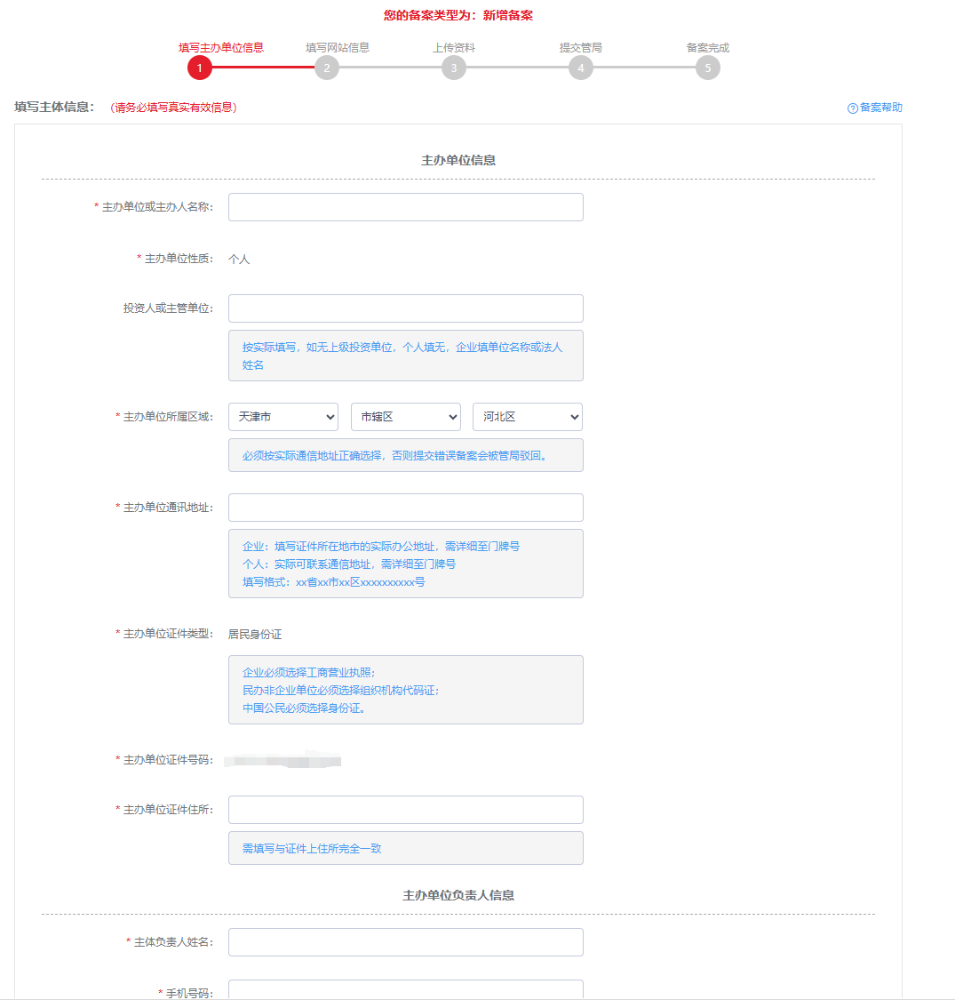 您的备案类型为：新增备案
填写主办单位信息 填写网站信息 上传资料 提交管局 备案完成
1 2 3 4 5
填写主体信息： （请务必填写真实有效信息） ?备案帮助
主办单位信息
* 主办单位或主办人名称：
* 主办单位性质： 个人
投资人或主管单位：
按实际填写，如无上级投资单位，个人填无，企业填单位名称或法人
姓名
* 主办单位所属区域： 天津市 市辖区 河北区
必须按实际通信地址正确选择，否则提交错误备案会被管局驳回。
* 主办单位通讯地址：
企业：填写证件所在地市的实际办公地址，需详细至门牌号
个人：实际可联系通信地址，需详细至门牌号
填写格式：xx省xx市xx区xxxxxxxxxx号
* 主办单位证件类型： 居民身份证
企业必须选择工商营业执照；
民办非企业单位必须选择组织机构代码证；
中国公民必须选择身份证。
* 主办单位证件号码：
* 主办单位证件住所：
需填写与证件上住所完全一致
主办单位负责人信息
* 主体负责人姓名：
* 手机号码：